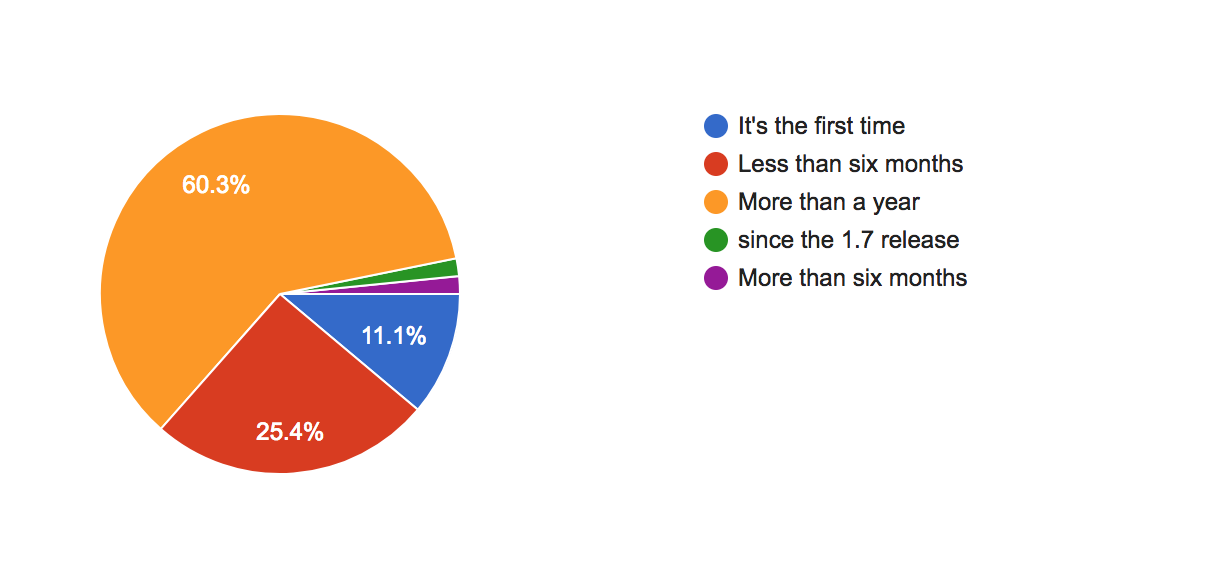 60.3%
11.1%
25.4%
It's the first time
Less than six months
More than a year
since the 1.7 release
More than six months